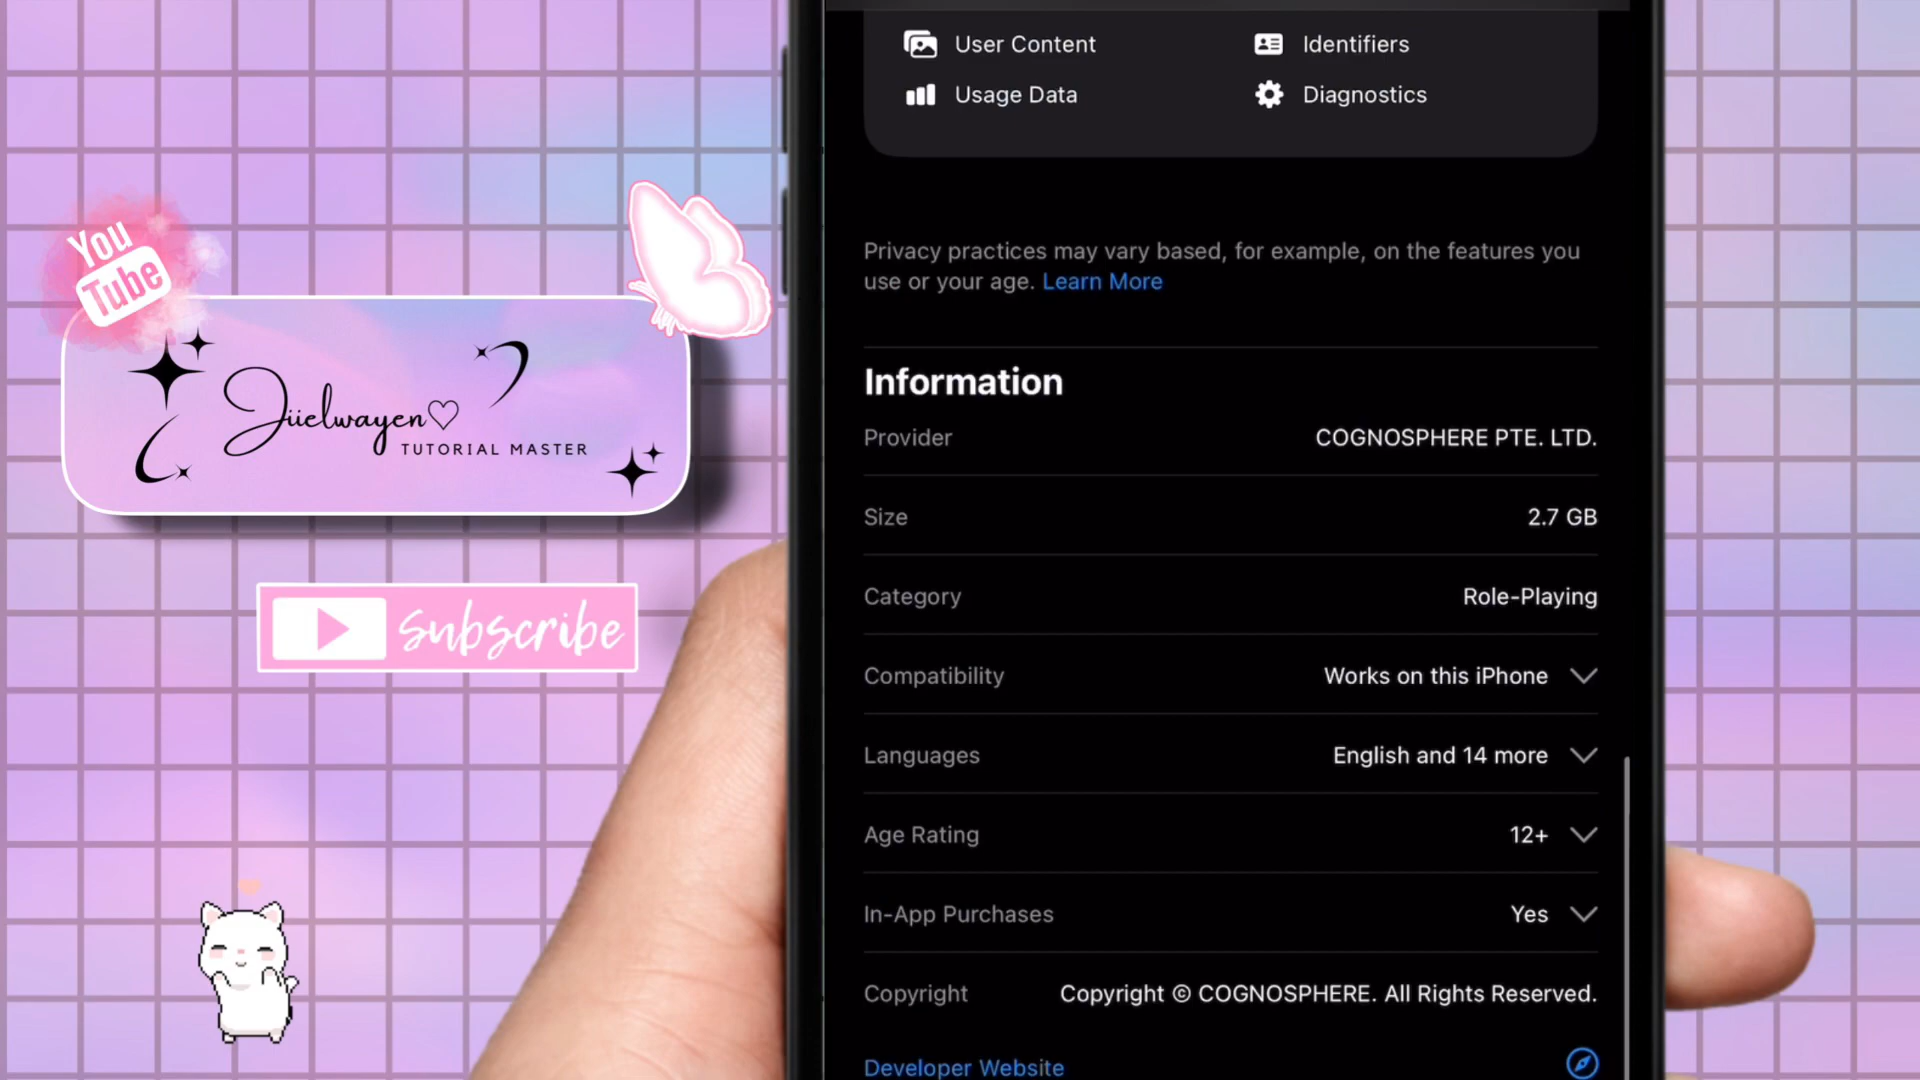 You
Tube
Jüelwayen♡
TUTORIAL MASTER
Subscribe
User Content
Identifiers
Usage Data
Diagnostics
Privacy practices may vary based, for example, on the features you
use or your age. Learn More
Information
Provider COGNOSPHERE PTE. LTD.
Size 2.7 GB
Category Role-Playing
Compatibility Works on this iPhone
Languages English and 14 more
Age Rating 12+
In-App Purchases Yes
Copyright Copyright © COGNOSPHERE. All Rights Reserved.
Developer Website